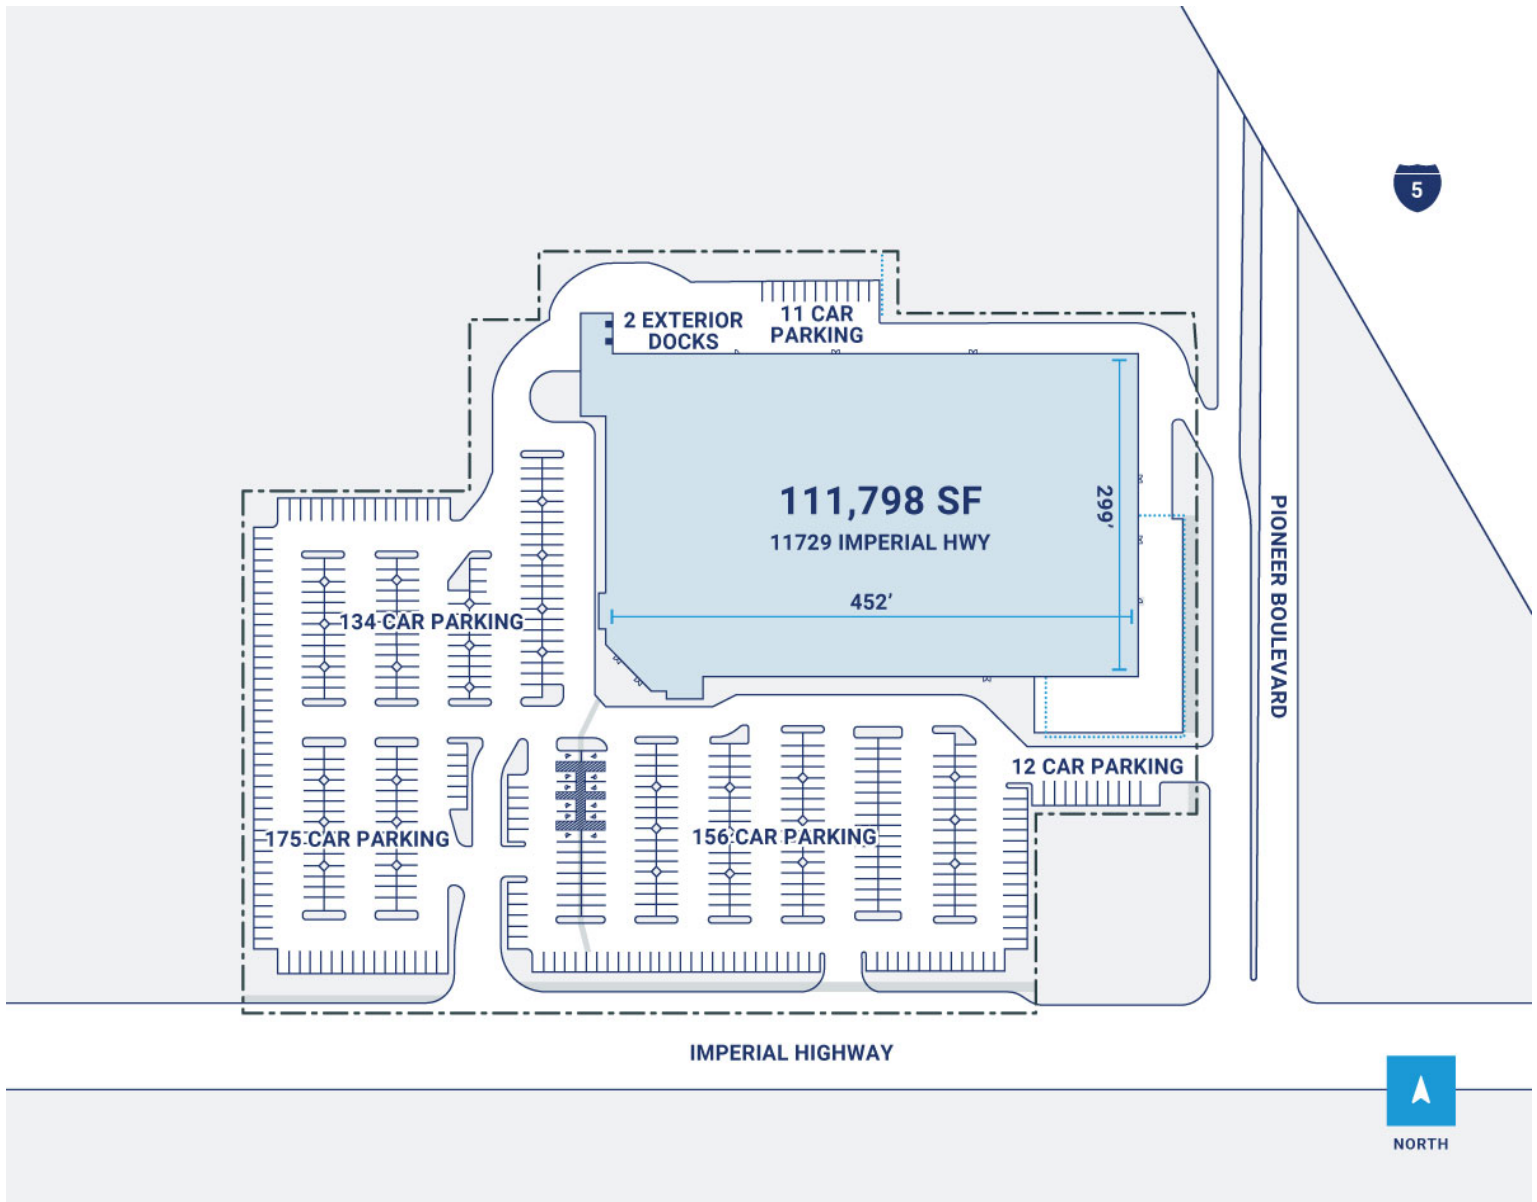 5
2 EXTERIOR
DOCKS
11 CAR
PARKING
111,798 SF
11729 IMPERIAL HWY
299’
452’
PIONEER BOULEVARD
134 CAR PARKING
12 CAR PARKING
175 CAR PARKING
156 CAR PARKING
IMPERIAL HIGHWAY
NORTH